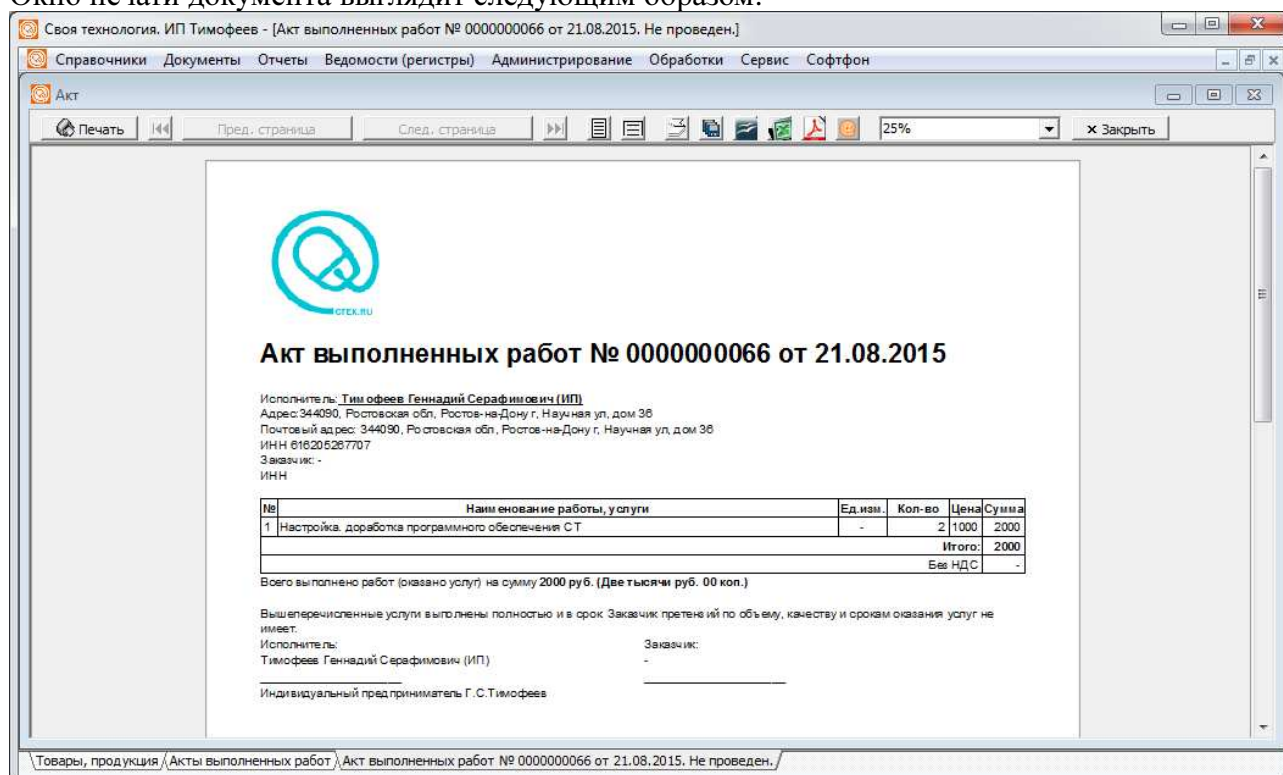 Окно печати документа выглядит следующим образом:
Своя технология. ИП Тимофеев - [Акт выполненных работ № 0000000066 от 21.08.2015. Не проведен.]
Справочники Документы Отчеты Ведомости (регистры) Администрирование Обработки Сервис Софтфон
Акт
Печать Пред. страница След. страница 25% Закрыть
CTEK.RU
Акт выполненных работ № 0000000066 от 21.08.2015
Исполнитель: Тимофеев Геннадий Серафимович (ИП)
Адрес: 344090, Ростовская обл, Ростов-на-Дону г, Научная ул, дом 36
Почтовый адрес: 344090, Ростовская обл, Ростов-на-Дону г, Научная ул, дом 36
ИНН 616205267707
Заказчик: -
ИНН
№ Наименование работы, услуги Ед.изм. Кол-во Цена Сумма
1 Настройка. доработка программного обеспечения СТ - 2 1000 2000
Итого: 2000
Без НДС -
Всего выполнено работ (оказано услуг) на сумму 2000 руб. (Две тысячи руб. 00 коп.)
Вышеперечисленные услуги выполнены полностью и в срок Заказчик претензий по объему, качеству и срокам оказания услуг не
имеет.
Исполнитель: Заказчик:
Тимофеев Геннадий Серафимович (ИП) -
Индивидуальный предприниматель Г.С.Тимофеев
Товары, продукция Акты выполненных работ Акт выполненных работ № 0000000066 от 21.08.2015. Не проведен.